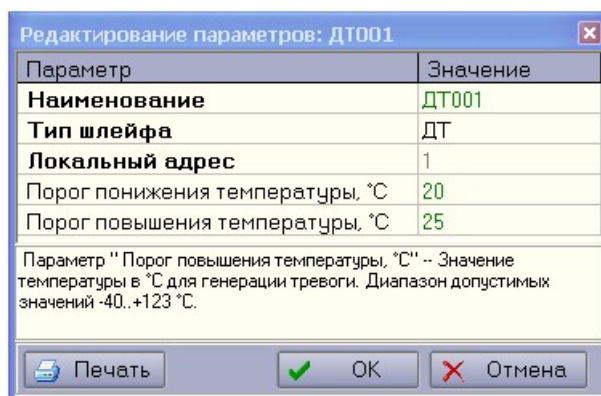 Редактирование параметров: ДТ001
Параметр Значение
Наименование ДТ001
Тип шлейфа ДТ
Локальный адрес 1
Порог понижения температуры, °C 20
Порог повышения температуры, °C 25
Параметр " Порог повышения температуры, °C" -- Значение
температуры в °C для генерации тревоги. Диапазон допустимых
значений -40..+123 °C.
Печать OK Отмена